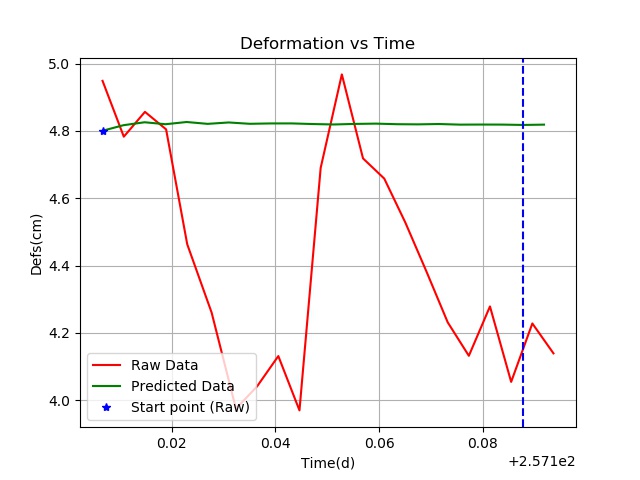 Deformation vs Time
Defs(cm)
5.0
4.8
4.6
4.4
4.2
4.0
Raw Data
Predicted Data
Start point (Raw)
0.02 0.04 0.06 0.08
Time(d)
+2.571e2